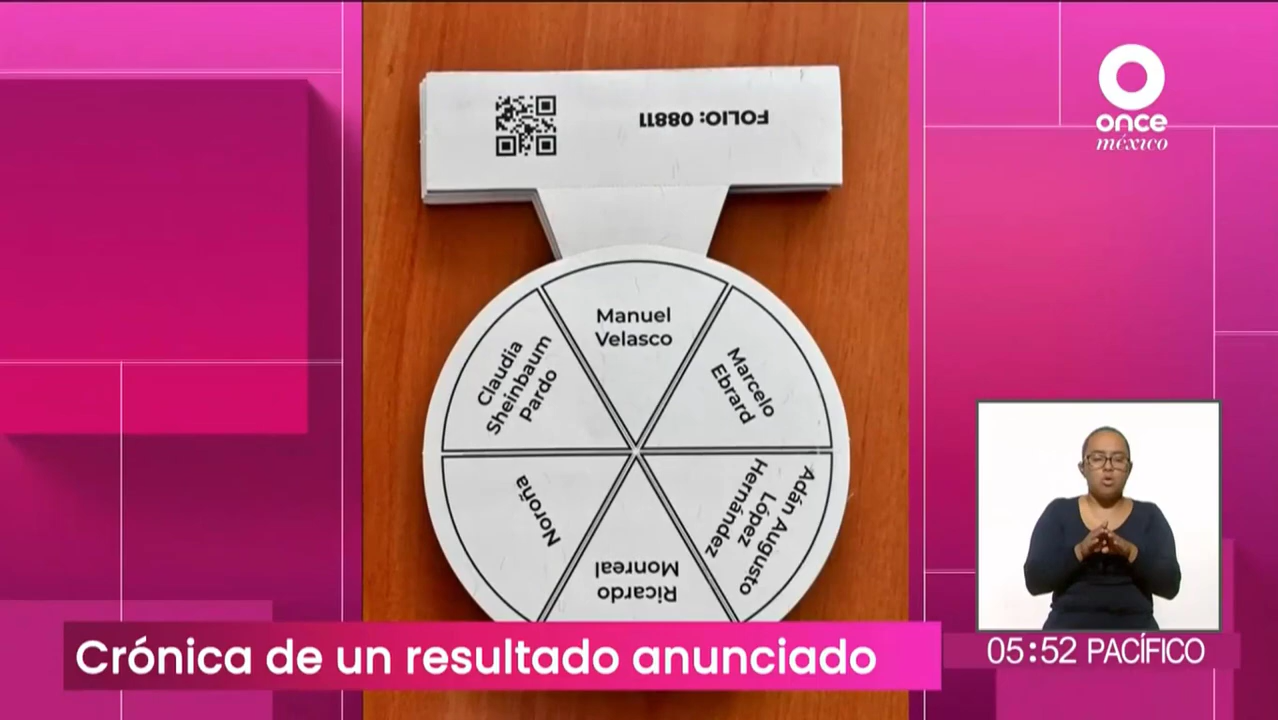 once
méxico
FOLIO: 08811
Manuel
Velasco
Marcelo
Ebrard
Adán Augusto
López
Hernández
Ricardo
Monreal
Noroña
Claudia
Sheinbaum
Pardo
Crónica de un resultado anunciado
05:52 PACÍFICO